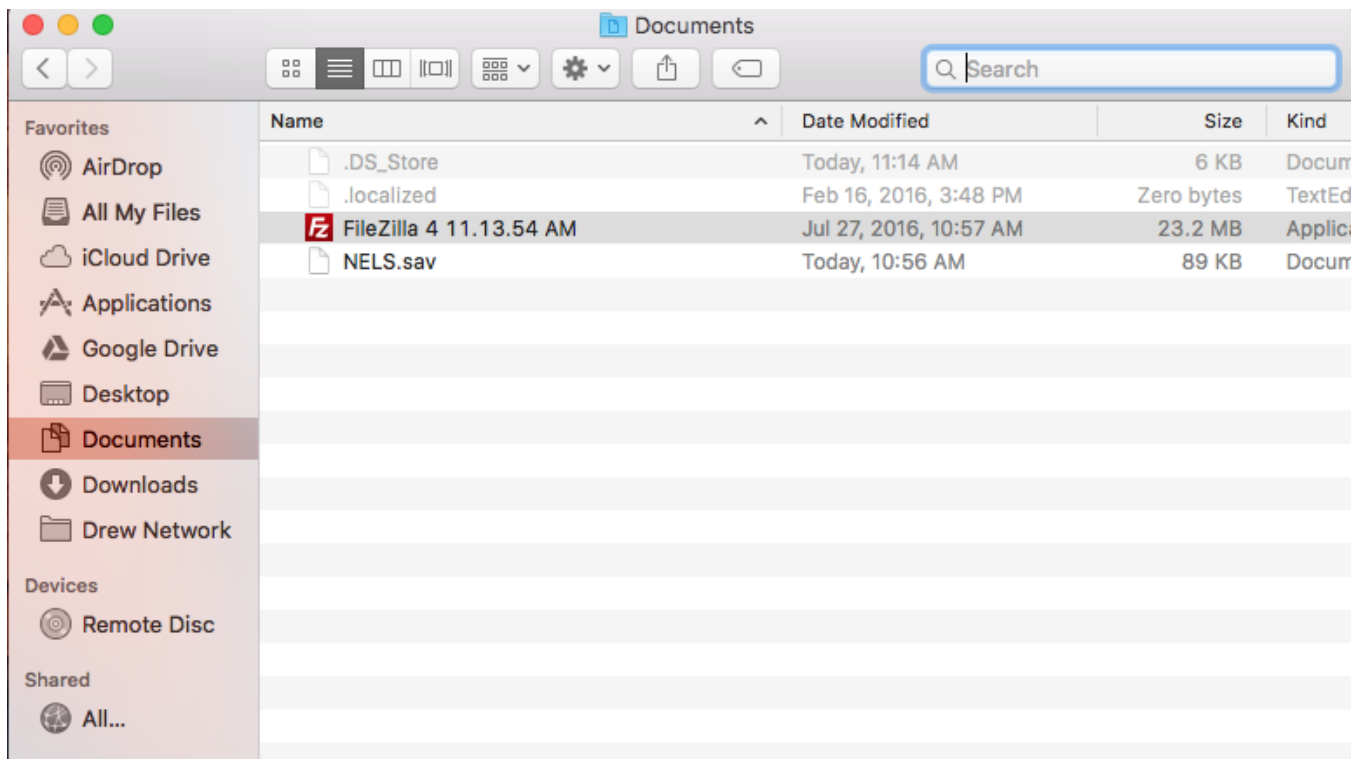 Documents
Search
Favorites
AirDrop
All My Files
iCloud Drive
Applications
Google Drive
Desktop
Documents
Downloads
Drew Network
Devices
Remote Disc
Shared
All...
Name Date Modified Size Kind
.DS_Store Today, 11:14 AM 6 KB Docum
.localized Feb 16, 2016, 3:48 PM Zero bytes TextEd
FileZilla 4 11.13.54 AM Jul 27, 2016, 10:57 AM 23.2 MB Applic
NELS.sav Today, 10:56 AM 89 KB Docum